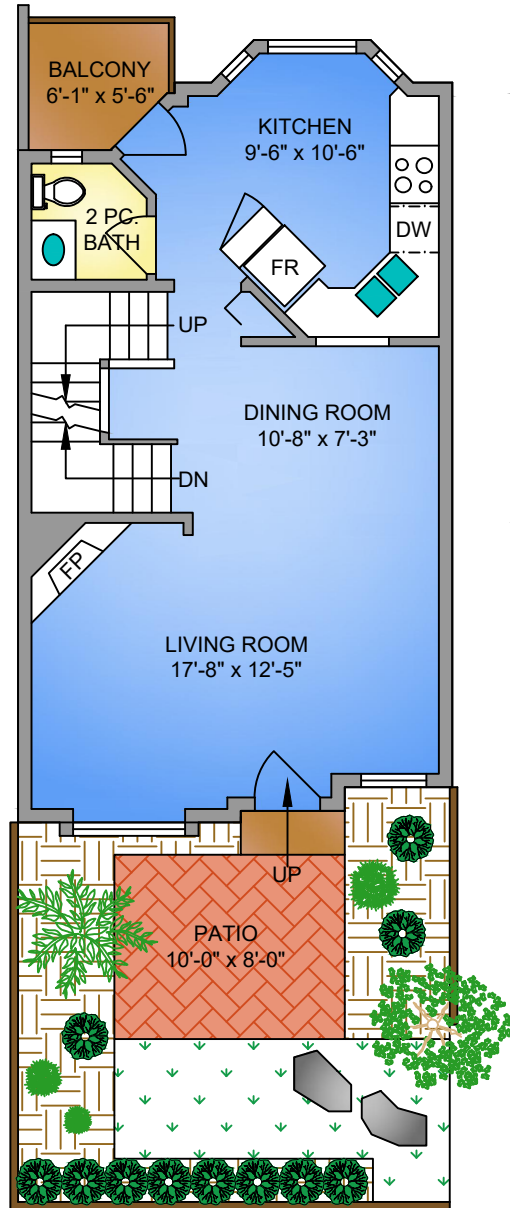 BALCONY
6'-1" x 5'-6"
KITCHEN
9'-6" x 10'-6"
2 PC.
BATH
DW
FR
UP
DINING ROOM
10'-8" x 7'-3"
DN
FP
LIVING ROOM
17'-8" x 12'-5"
UP
PATIO
10'-0" x 8'-0"